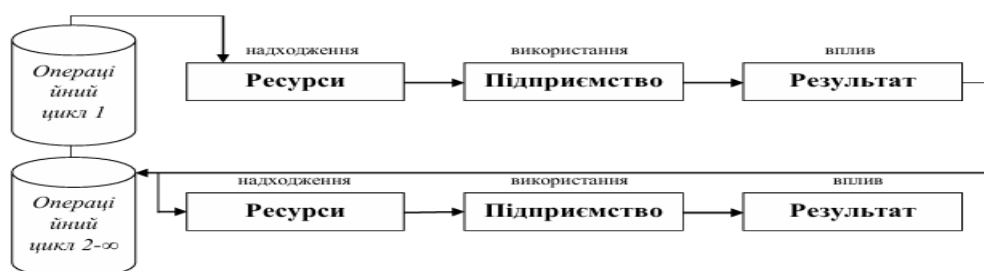 Операці
йний
цикл 1
надходження
Ресурси
використання
Підприємство
вплив
Результат
Операці
йний
цикл 2-∞
надходження
Ресурси
використання
Підприємство
вплив
Результат